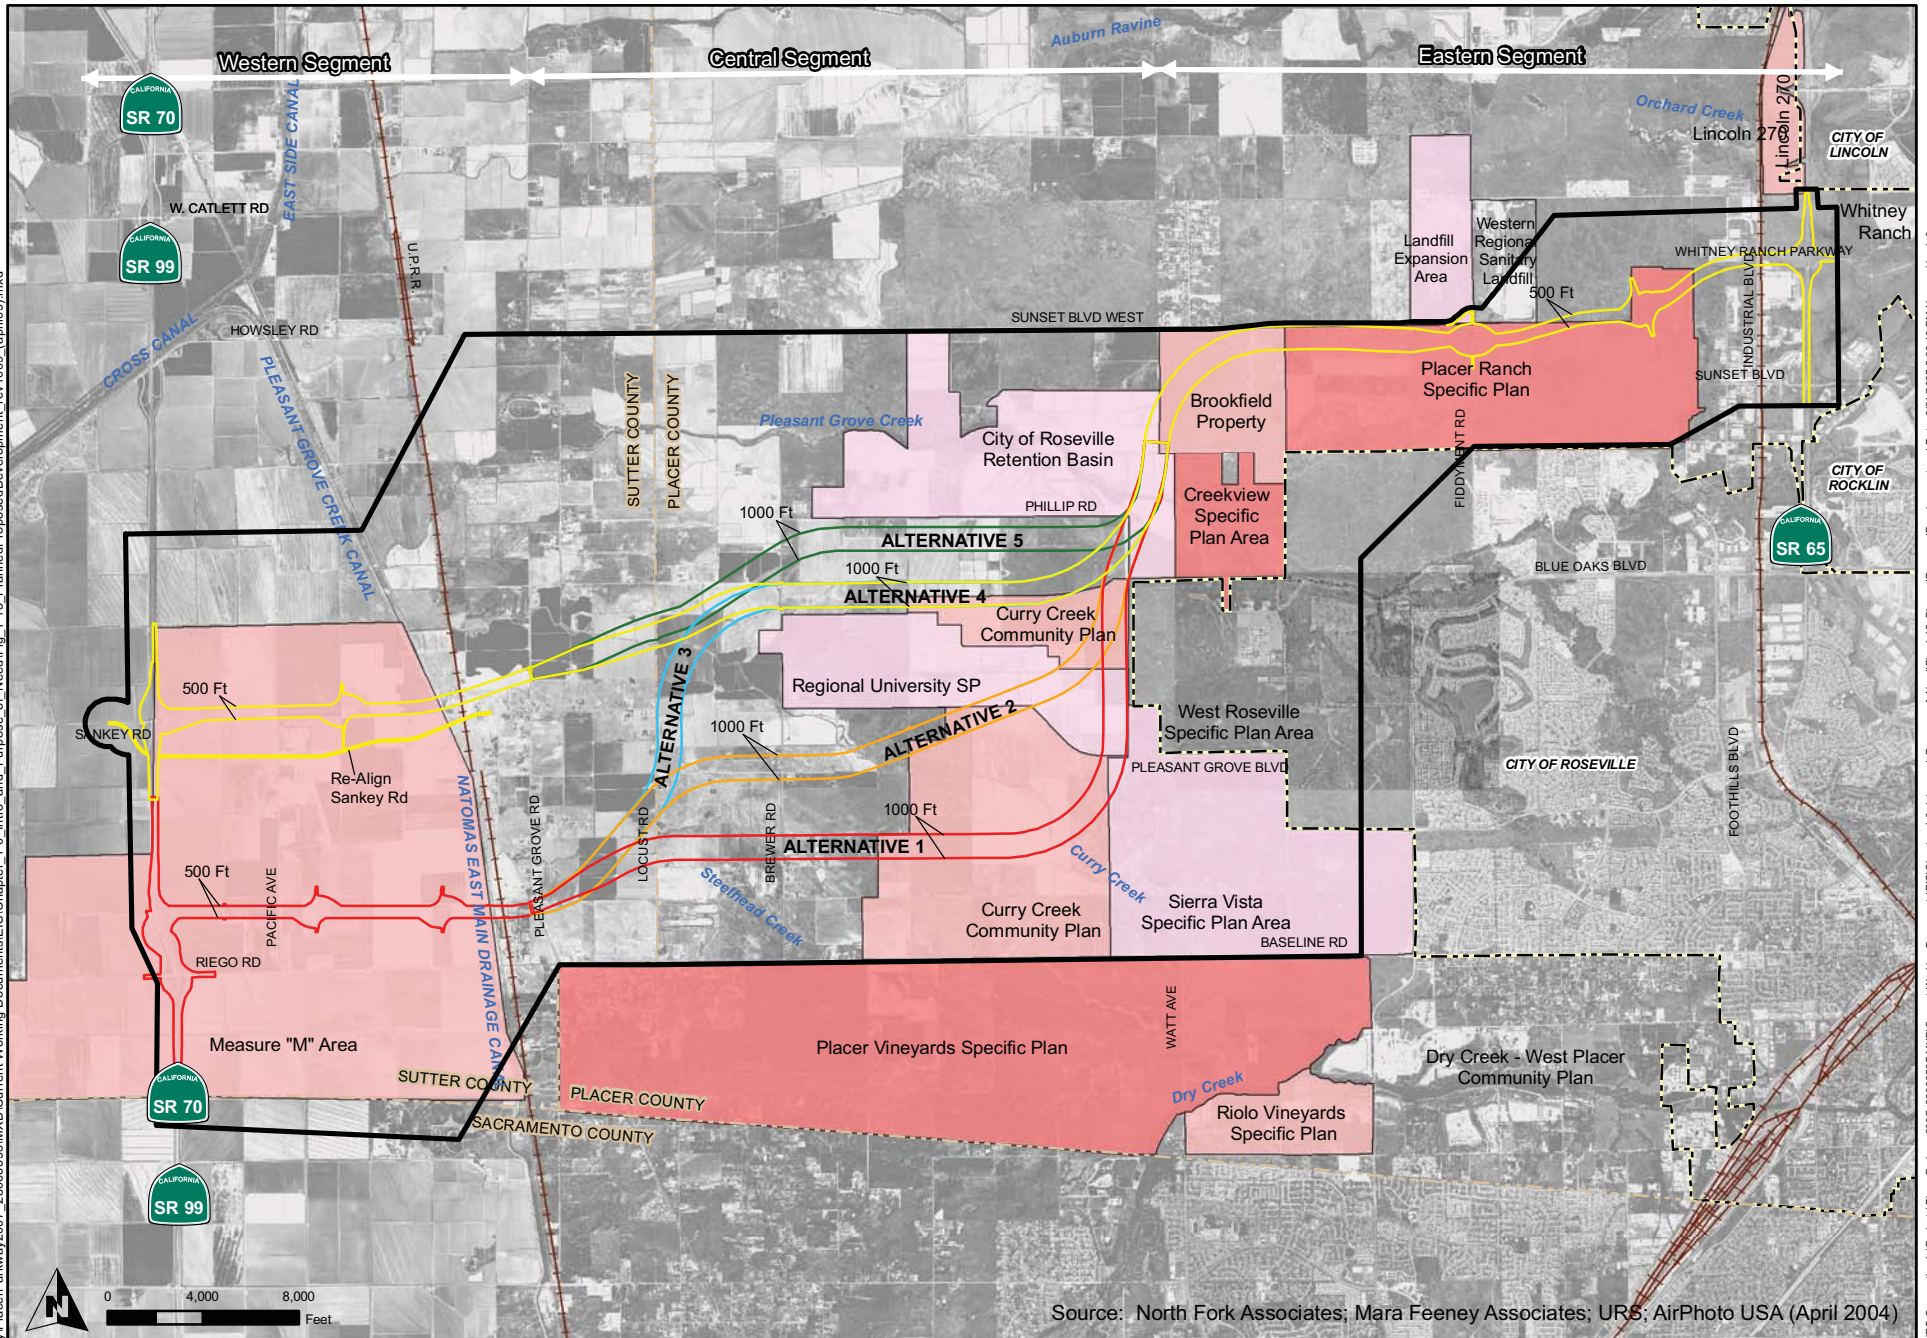 Western Segment
Central Segment
Eastern Segment
Auburn Ravine
Orchard Creek
CALIFORNIA
SR 70
EAST SIDE CANAL
Lincoln 270
Lincoln 270
CITY OF
LINCOLN
W. CATLETT RD
CALIFORNIA
SR 99
U.P.R.R.
Landfill
Expansion
Area
Western
Regional
Sanitary
Landfill
Whitney
Ranch
WHITNEY RANCH PARKWAY
500 Ft
INDUSTRIAL BLVD
HOWSLEY RD
CROSS CANAL
PLEASANT GROVE CREEK CANAL
SUNSET BLVD WEST
SUTTER COUNTY
PLACER COUNTY
Pleasant Grove Creek
City of Roseville
Retention Basin
Brookfield
Property
Placer Ranch
Specific Plan
SUNSET BLVD
FIDDYMENT RD
CITY OF
ROCKLIN
PHILLIP RD
Creekview
Specific
Plan Area
CALIFORNIA
SR 65
1000 Ft
ALTERNATIVE 5
1000 Ft
ALTERNATIVE 4
BLUE OAKS BLVD
Curry Creek
Community Plan
ALTERNATIVE 3
Regional University SP
500 Ft
SANKEY RD
Re-Align
Sankey Rd
1000 Ft
ALTERNATIVE 2
West Roseville
Specific Plan Area
PLEASANT GROVE BLVD
CITY OF ROSEVILLE
FOOTHILLS BLVD
NATOMAS EAST MAIN DRAINAGE CANAL
PLEASANT GROVE RD
LOCUST RD
BREWER RD
1000 Ft
ALTERNATIVE 1
500 Ft
PACIFIC AVE
Steelhead Creek
Curry Creek
Curry Creek
Community Plan
Sierra Vista
Specific Plan Area
BASELINE RD
RIEGO RD
WATT AVE
Measure "M" Area
Placer Vineyards Specific Plan
Dry Creek - West Placer
Community Plan
SUTTER COUNTY
PLACER COUNTY
SACRAMENTO COUNTY
Dry Creek
Riolo Vineyards
Specific Plan
CALIFORNIA
SR 70
CALIFORNIA
SR 99
N
0 4,000 8,000
Feet
Source: North Fork Associates; Mara Feeney Associates; URS; AirPhoto USA (April 2004)